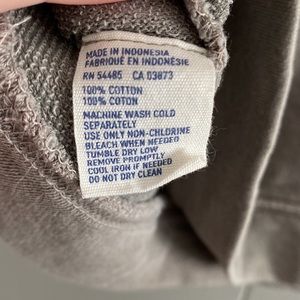 MADE IN INDONESIA
FABRIQUÉ EN INDONÉSIE
RN 54485 CA 03873
100% COTTON
100% COTON
MACHINE WASH COLD
SEPARATELY
USE ONLY NON-CHLORINE
BLEACH WHEN NEEDED
TUMBLE DRY LOW
REMOVE PROMPTLY
COOL IRON IF NEEDED
DO NOT DRY CLEAN